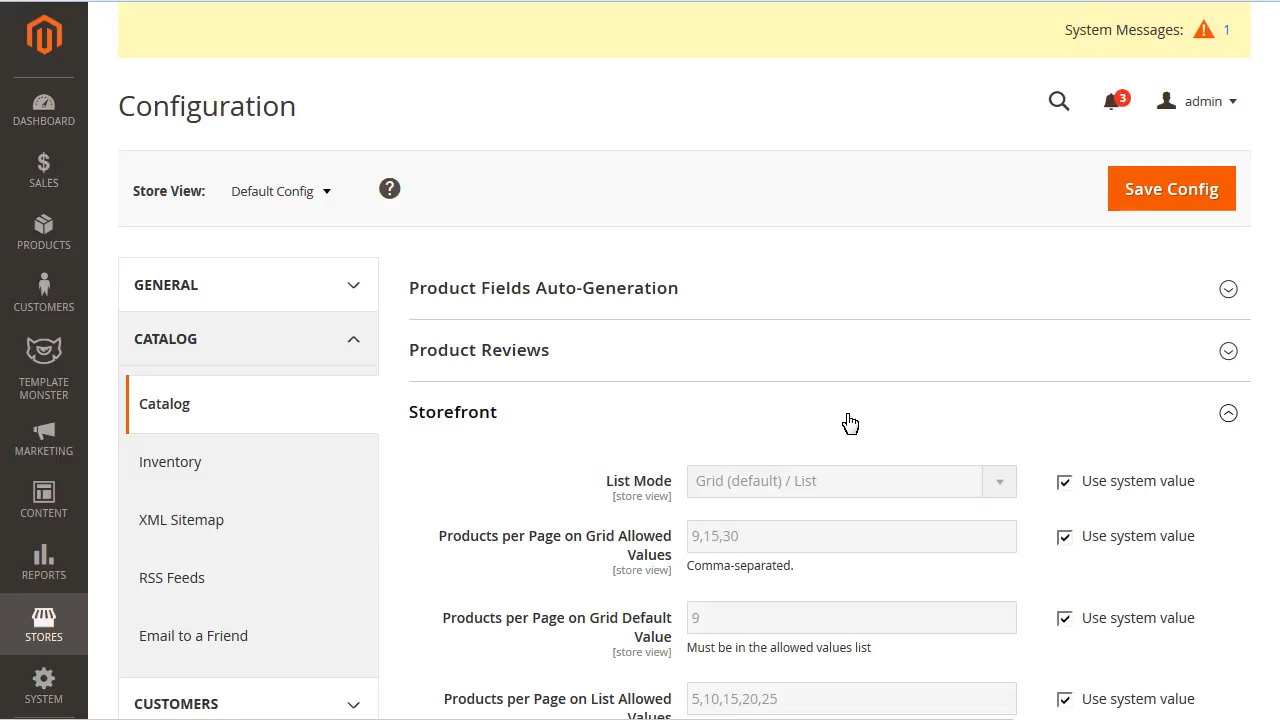 System Messages: 1
Configuration
3
admin
Store View: Default Config ?
Save Config
DASHBOARD
SALES
PRODUCTS
CUSTOMERS
TEMPLATE
MONSTER
MARKETING
CONTENT
REPORTS
STORES
SYSTEM
GENERAL
CATALOG
Catalog
Inventory
XML Sitemap
RSS Feeds
Email to a Friend
CUSTOMERS
Product Fields Auto-Generation
Product Reviews
Storefront
List Mode Grid (default) / List Use system value
[store view]
Products per Page on Grid Allowed 9,15,30 Use system value
Values
[store view] Comma-separated.
Products per Page on Grid Default 9 Use system value
Value
[store view] Must be in the allowed values list
Products per Page on List Allowed 5,10,15,20,25 Use system value
Values